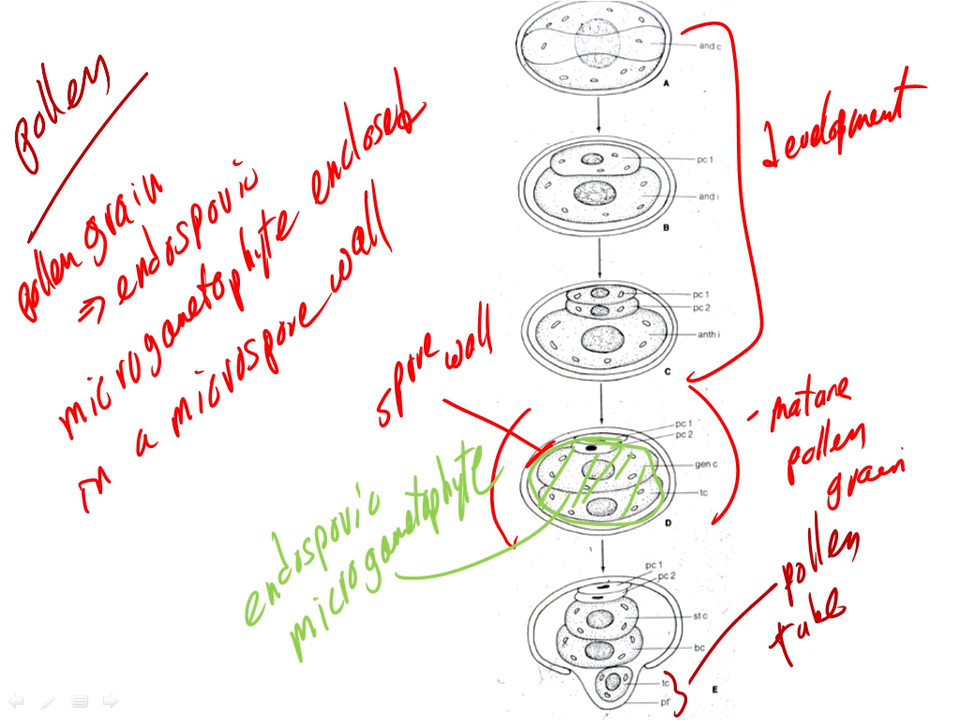 pollen
pollen grain
⇒ endosporic
microgametophyte enclosed
in a microspore wall
and c
A
Development
pc 1
and i
B
pc 1
pc 2
anth i
C
spore wall
- mature
pollen
grain
pc 1
pc 2
gen c
tc
D
endosporic
microgametophyte
pollen
tube
pc 1
pc 2
st c
bc
tc
pt
E